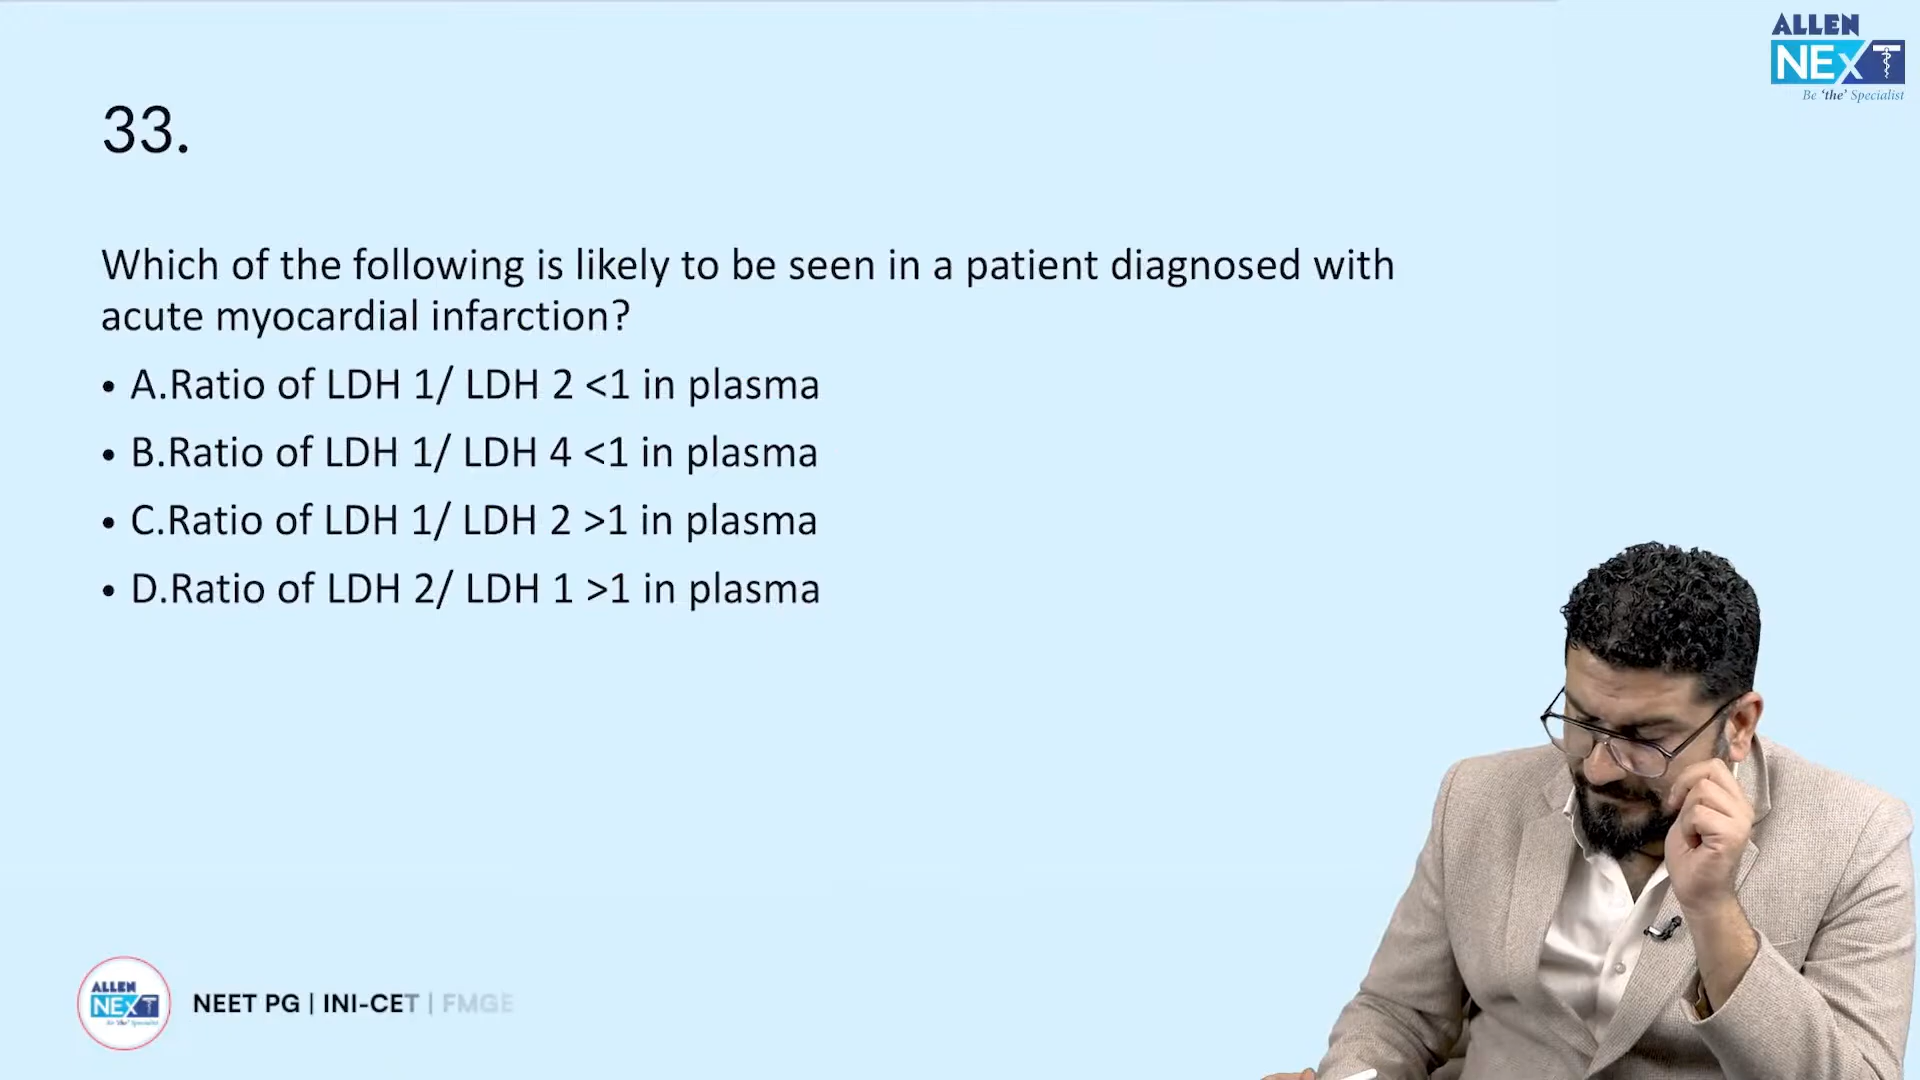 ALLEN
NEXT
Be 'the' Specialist
33.
Which of the following is likely to be seen in a patient diagnosed with
acute myocardial infarction?
• A.Ratio of LDH 1/ LDH 2 <1 in plasma
• B.Ratio of LDH 1/ LDH 4 <1 in plasma
• C.Ratio of LDH 1/ LDH 2 >1 in plasma
• D.Ratio of LDH 2/ LDH 1 >1 in plasma
ALLEN
NEXT
Be 'the' Specialist
NEET PG | INI-CET | FMGE